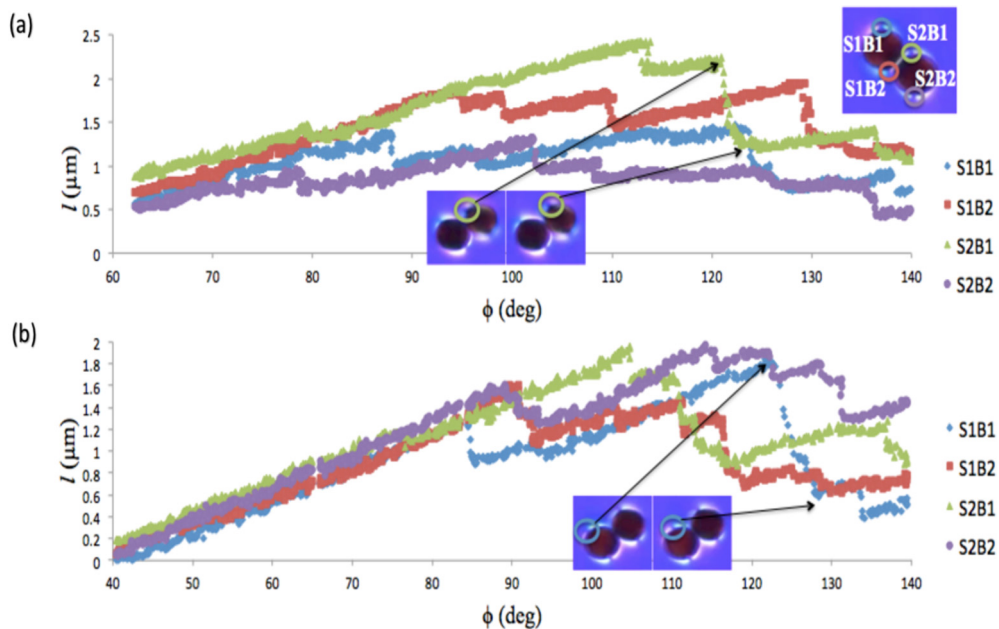 (a)
l (μm)
2.5
2
1.5
1
0.5
0
60 70 80 90 100 110 120 130 140
ϕ (deg)
S1B1 S2B1
S1B2 S2B2
S1B1
S1B2
S2B1
S2B2
(b)
l (μm)
2
1.8
1.6
1.4
1.2
1
0.8
0.6
0.4
0.2
0
40 50 60 70 80 90 100 110 120 130 140
ϕ (deg)
S1B1
S1B2
S2B1
S2B2